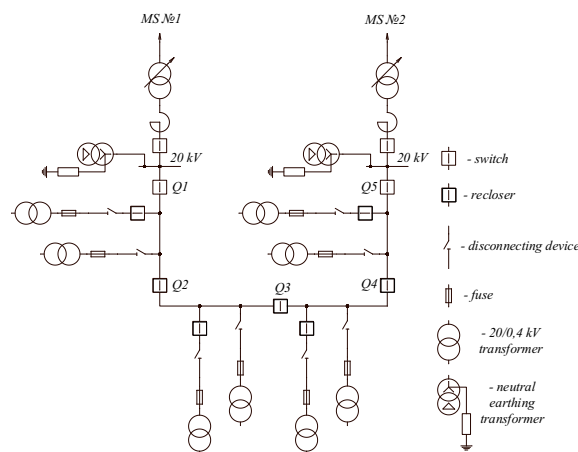 MS №1
MS №2
20 kV
20 kV
Q1
Q5
Q2
Q3
Q4
- switch
- recloser
- disconnecting device
- fuse
- 20/0,4 kV
transformer
- neutral
earthing
transformer